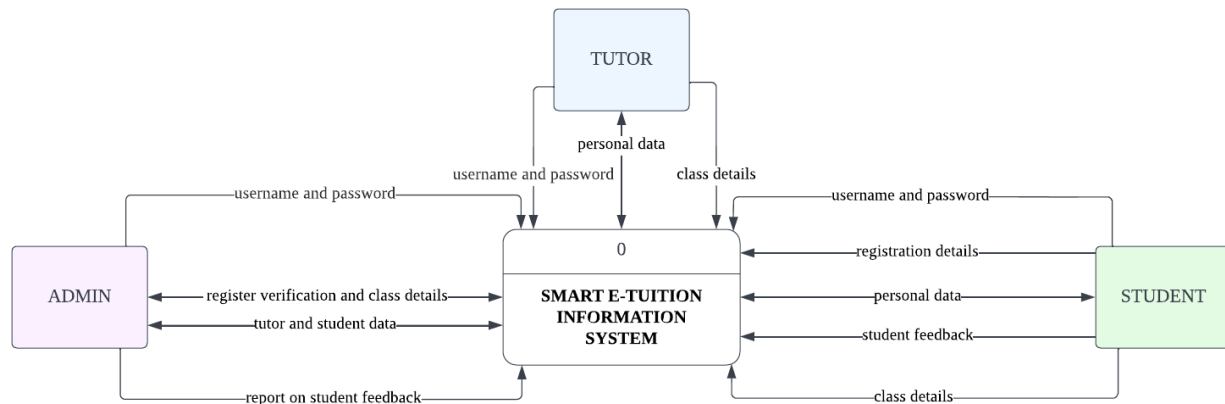 TUTOR
personal data
username and password
class details
username and password
username and password
0
registration details
ADMIN
register verification and class details
SMART E-TUITION
INFORMATION
SYSTEM
personal data
STUDENT
tutor and student data
student feedback
report on student feedback
class details